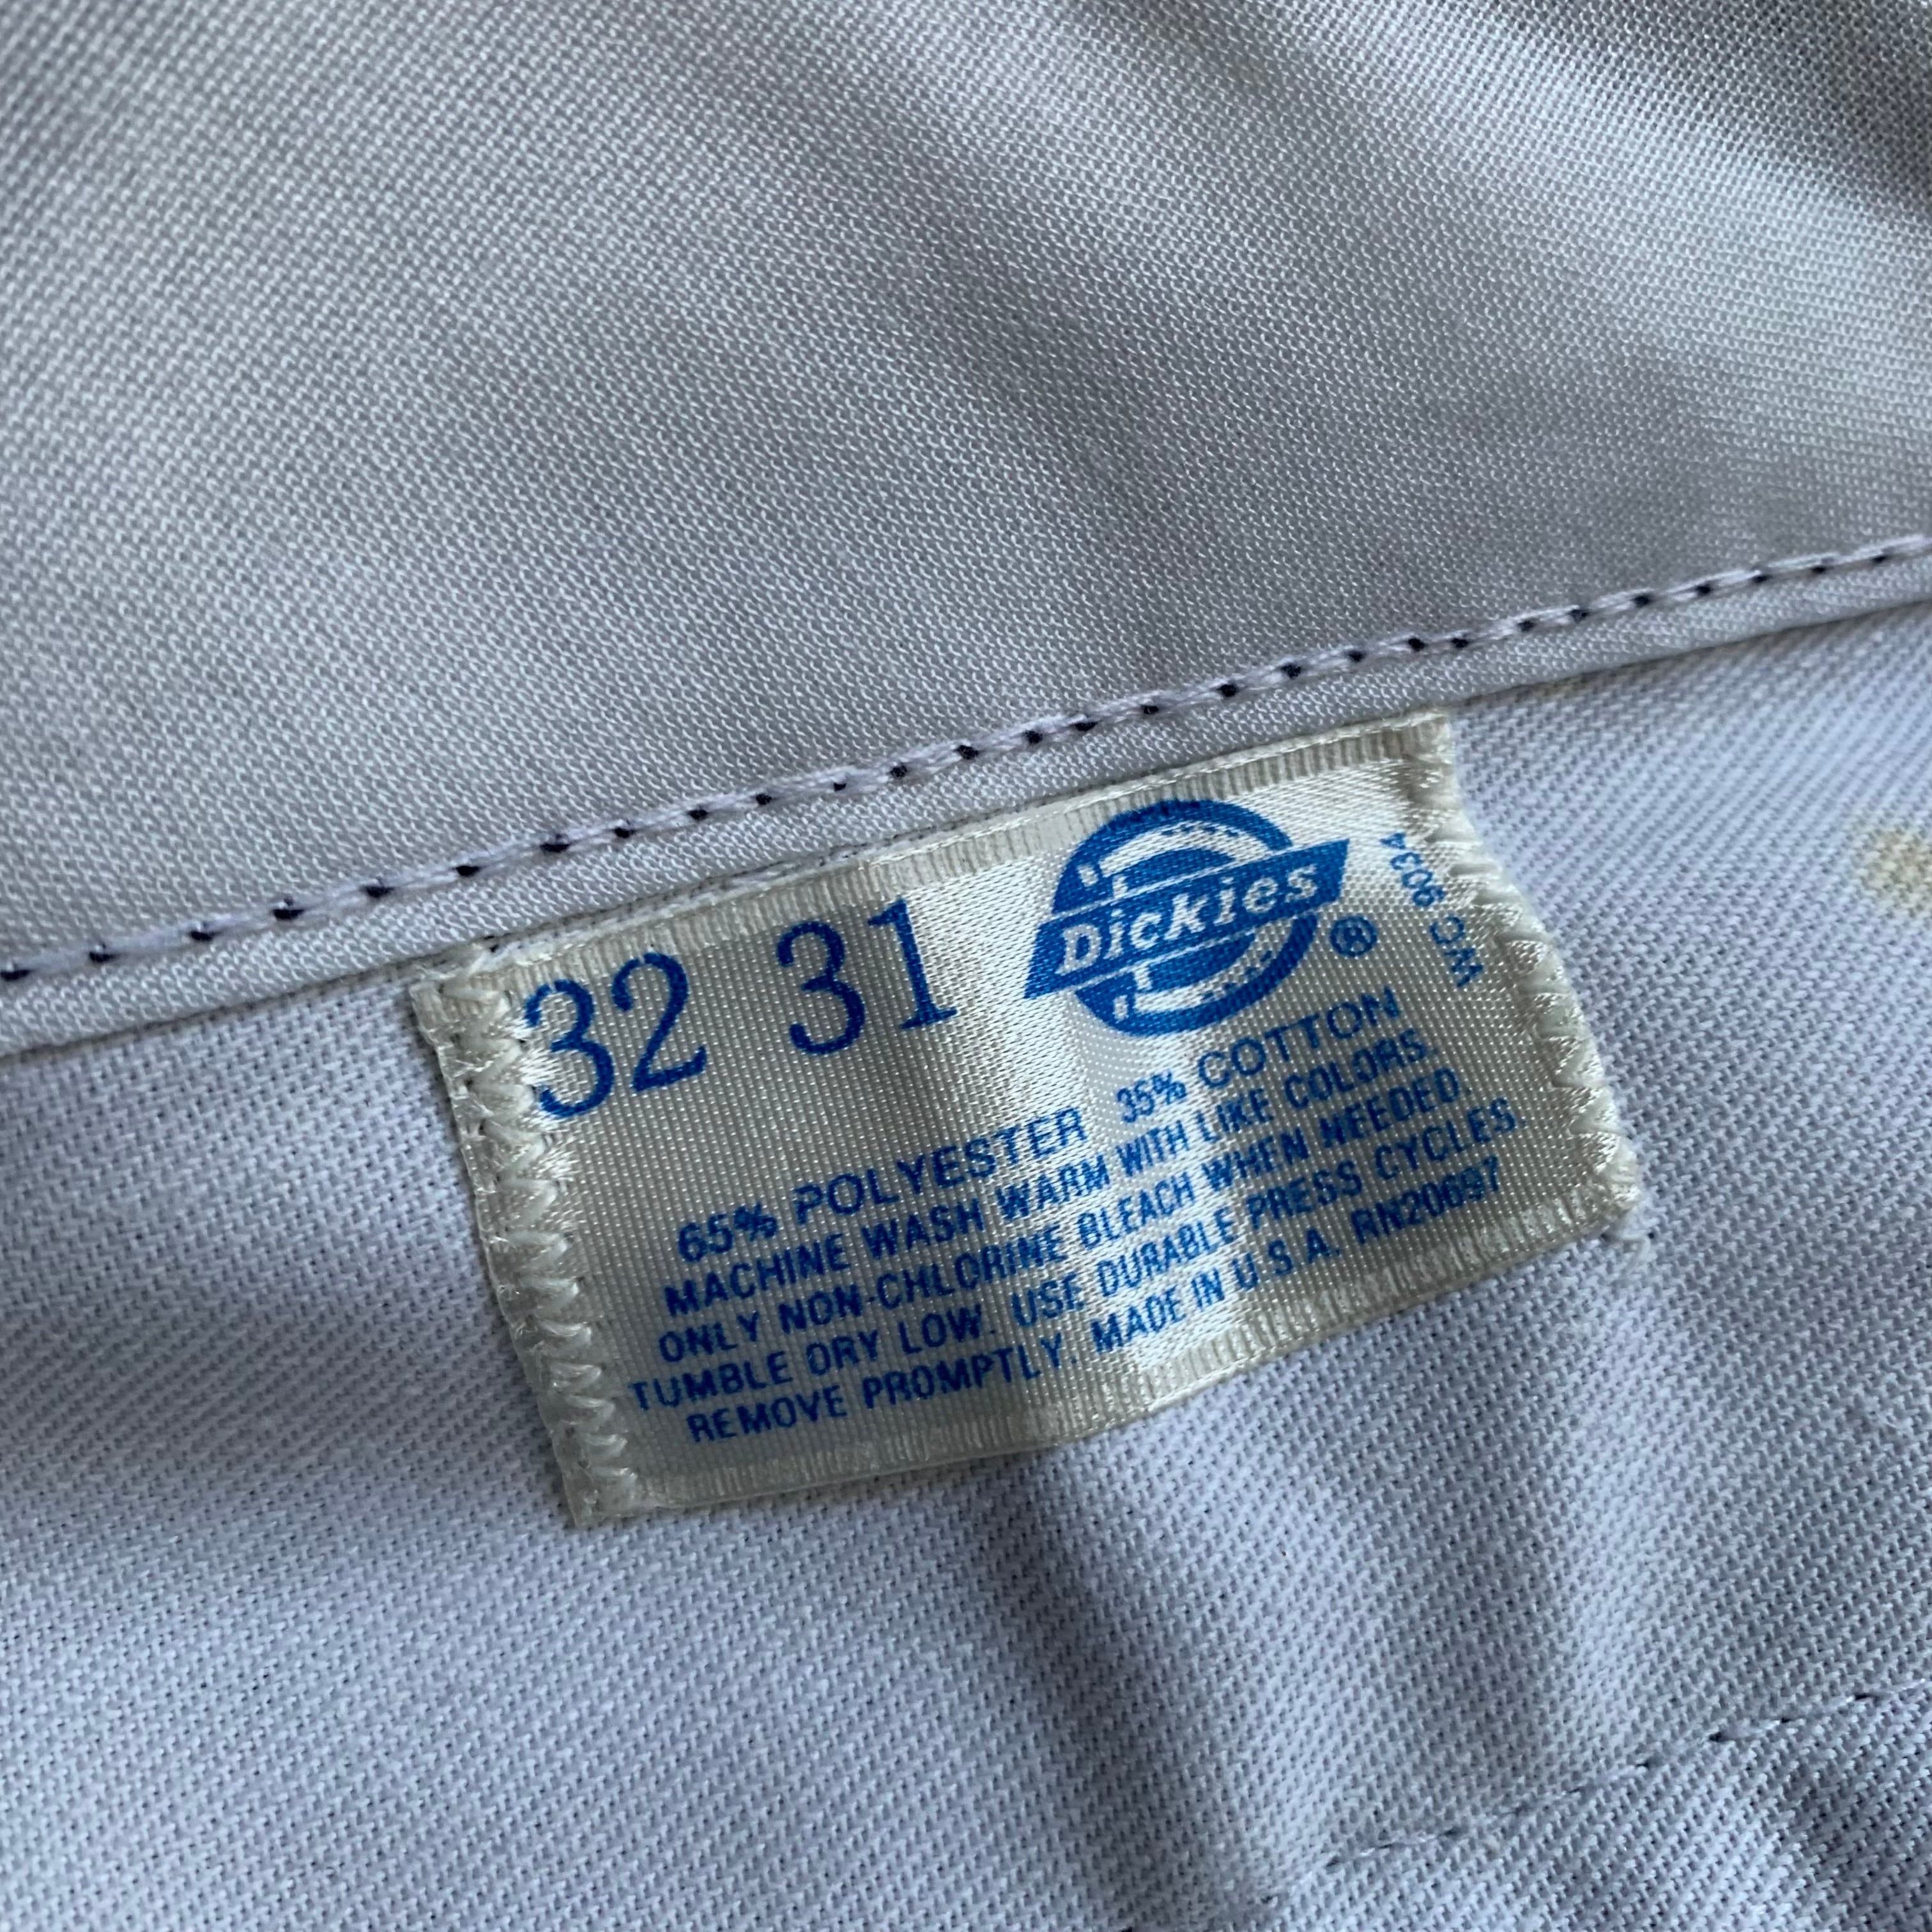 32 31
Dickies ®
WC 9034
65% POLYESTER 35% COTTON
MACHINE WASH WARM WITH LIKE COLORS.
ONLY NON-CHLORINE BLEACH WHEN NEEDED
TUMBLE DRY LOW. USE DURABLE PRESS CYCLES
REMOVE PROMPTLY. MADE IN U.S.A. RN20697